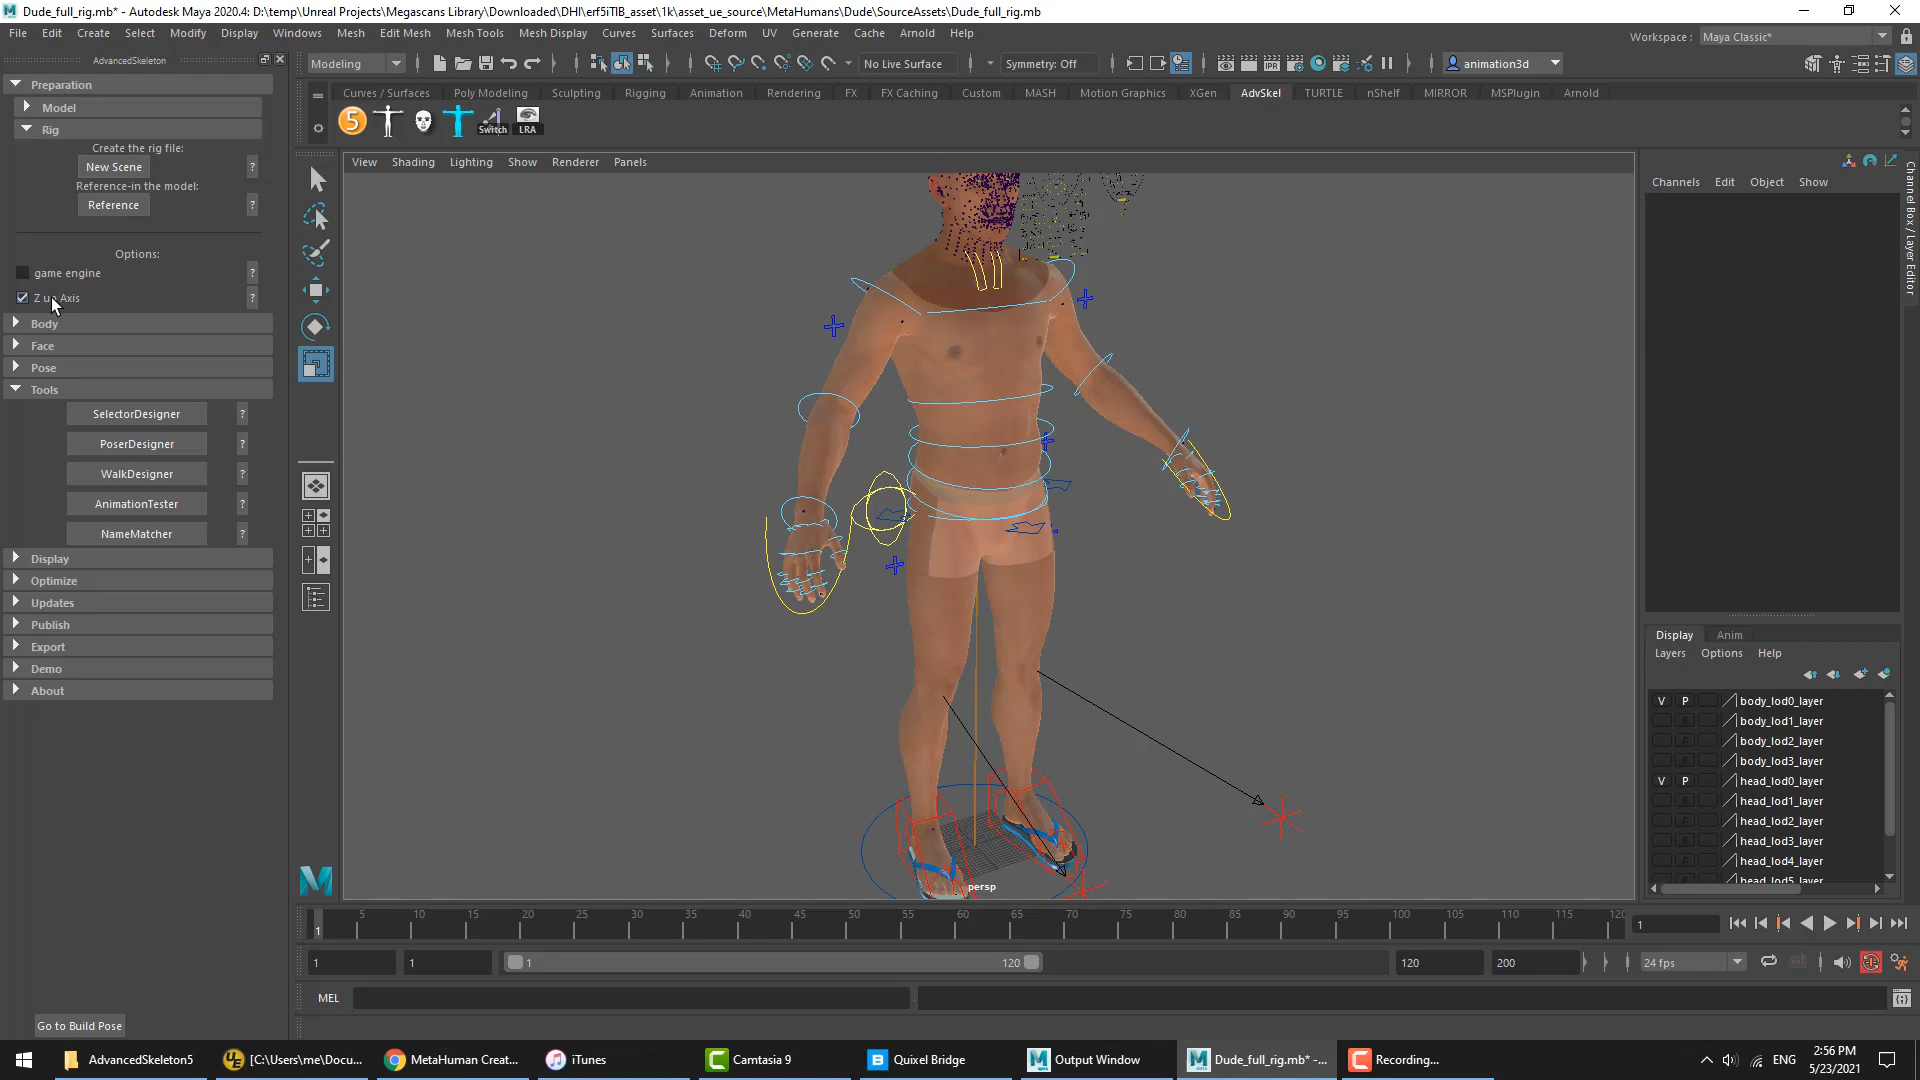 Dude_full_rig.mb* - Autodesk Maya 2020.4: D:\temp\Unreal Projects\Megascans Library\Downloaded\DHI\erf5iTIB_asset\1k\asset_ue_source\MetaHumans\Dude\SourceAssets\Dude_full_rig.mb
File Edit Create Select Modify Display Windows Mesh Edit Mesh Mesh Tools Mesh Display Curves Surfaces Deform UV Generate Cache Arnold Help
Workspace : Maya Classic*
AdvancedSkeleton
Modeling
No Live Surface
Symmetry: Off
animation3d
Preparation
Model
Rig
Create the rig file:
New Scene ?
Reference-in the model:
Reference ?
Options:
game engine ?
Axis ?
Body
Face
Pose
Tools
SelectorDesigner ?
PoserDesigner ?
WalkDesigner ?
AnimationTester ?
NameMatcher ?
Display
Optimize
Updates
Publish
Export
Demo
About
Go to Build Pose
Curves / Surfaces Poly Modeling Sculpting Rigging Animation Rendering FX FX Caching Custom MASH Motion Graphics XGen AdvSkel TURTLE nShelf MIRROR MSPlugin Arnold
5 Switch LRA
View Shading Lighting Show Renderer Panels
persp
Channels Edit Object Show
Channel Box / Layer Editor
Display Anim
Layers Options Help
V P body_lod0_layer
body_lod1_layer
body_lod2_layer
body_lod3_layer
V P head_lod0_layer
head_lod1_layer
head_lod2_layer
head_lod3_layer
head_lod4_layer
head_lod5_layer
1 5 10 15 20 25 30 35 40 45 50 55 60 65 70 75 80 85 90 95 100 105 110 115 120
1
1 1 1 120 120 200 24 fps
MEL
AdvancedSkeleton5 [C:\Users\me\Docu... MetaHuman Creat... iTunes Camtasia 9 Quixel Bridge Output Window Dude_full_rig.mb* -... Recording...
ENG
2:56 PM
5/23/2021